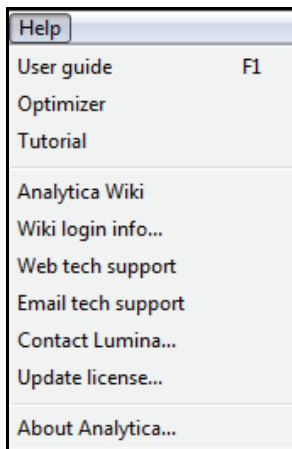 Help
User guide F1
Optimizer
Tutorial
Analytica Wiki
Wiki login info...
Web tech support
Email tech support
Contact Lumina...
Update license...
About Analytica...